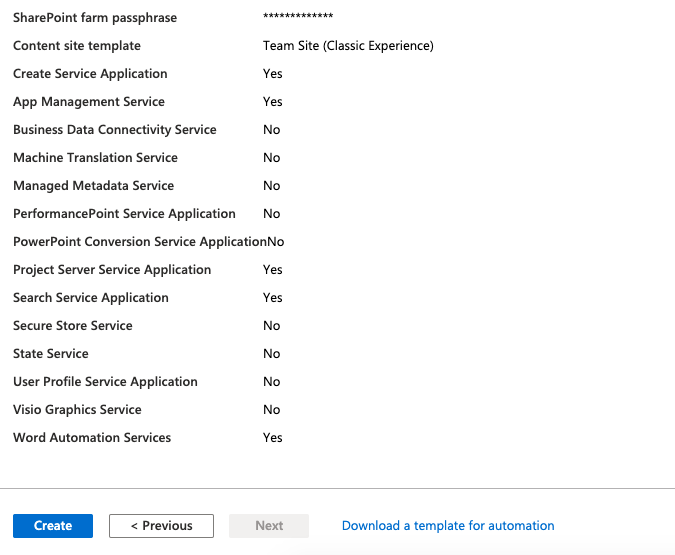 SharePoint farm passphrase *************
Content site template Team Site (Classic Experience)
Create Service Application Yes
App Management Service Yes
Business Data Connectivity Service No
Machine Translation Service No
Managed Metadata Service No
PerformancePoint Service Application No
PowerPoint Conversion Service ApplicationNo
Project Server Service Application Yes
Search Service Application Yes
Secure Store Service No
State Service No
User Profile Service Application No
Visio Graphics Service No
Word Automation Services Yes
Create < Previous Next Download a template for automation